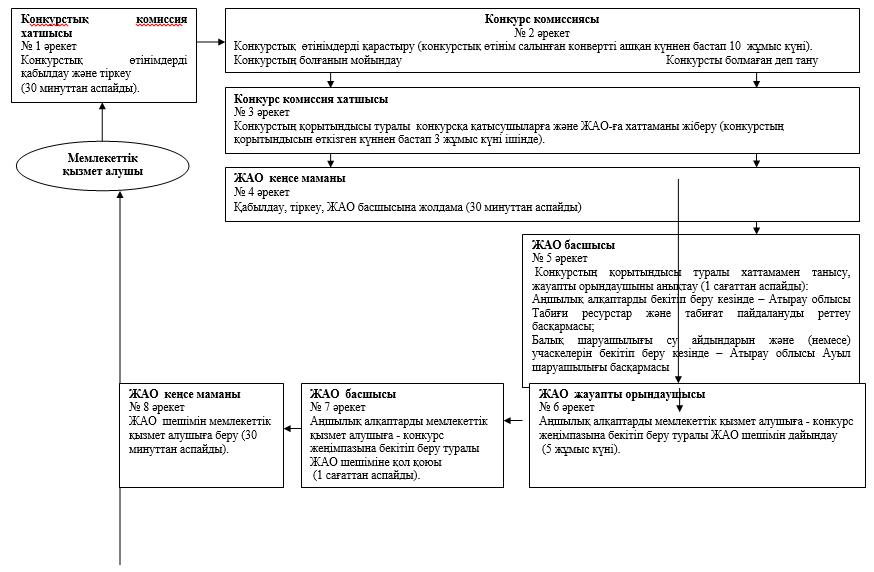 Конкурстық комиссия
хатшысы
№ 1 әрекет
Конкурстық өтінімдерді
қабылдау және тіркеу
(30 минуттан аспайды).
Конкурс комиссиясы
№ 2 әрекет
Конкурстық өтінімдерді қарастыру (конкурстық өтінім салынған конвертті ашқан күннен бастап 10 жұмыс күні).
Конкурстың болғанын мойындау Конкурсты болмаған деп тану
Конкурс комиссия хатшысы
№ 3 әрекет
Конкурстың қорытындысы туралы конкурсқа қатысушыларға және ЖАО-ға хаттаманы жіберу (конкурстың
қорытындысын өткізген күннен бастап 3 жұмыс күні ішінде).
Мемлекеттік
қызмет алушы
ЖАО кеңсе маманы
№ 4 әрекет
Қабылдау, тіркеу, ЖАО басшысына жолдама (30 минуттан аспайды)
ЖАО басшысы
№ 5 әрекет
Конкурстың қорытындысы туралы хаттамамен танысу,
жауапты орындаушыны анықтау (1 сағаттан аспайды):
Аңшылық алқаптарды бекітіп беру кезінде – Атырау облысы
Табиғи ресурстар және табиғат пайдалануды реттеу
басқармасы;
Балық шаруашылығы су айдындарын және (немесе)
учаскелерін бекітіп беру кезінде – Атырау облысы Ауыл
шаруашылығы басқармасы
ЖАО кеңсе маманы
№ 8 әрекет
ЖАО шешімін мемлекеттік
қызмет алушыға беру (30
минуттан аспайды).
ЖАО басшысы
№ 7 әрекет
Аңшылық алқаптарды мемлекеттік
қызмет алушыға - конкурс
жеңімпазына бекітіп беру туралы
ЖАО шешіміне қол қоюы
(1 сағаттан аспайды).
ЖАО жауапты орындаушысы
№ 6 әрекет
Аңшылық алқаптарды мемлекеттік қызмет алушыға - конкурс
жеңімпазына бекітіп беру туралы ЖАО шешімін дайындау
(5 жұмыс күні).